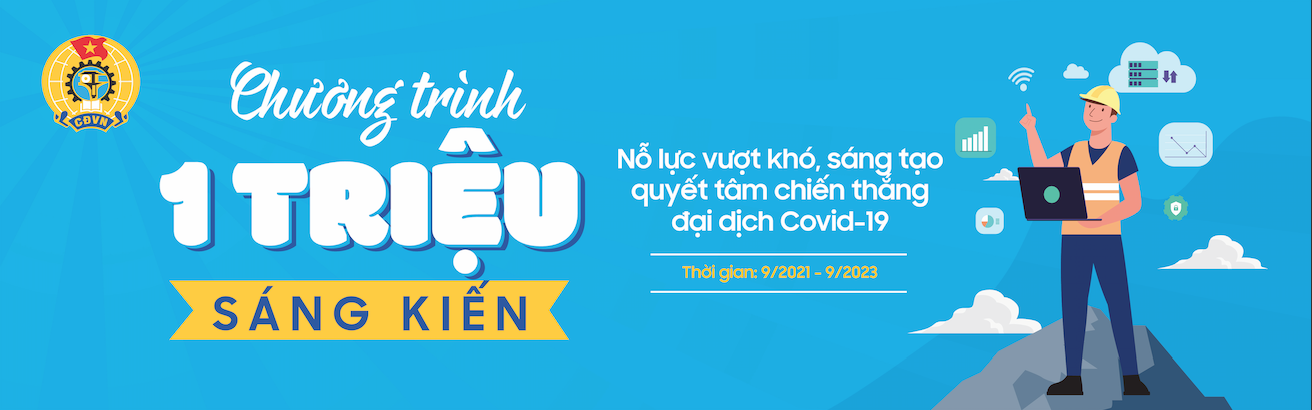 CĐVN
Chương trình
1 TRIỆU
SÁNG KIẾN
Nỗ lực vượt khó, sáng tạo
quyết tâm chiến thắng
đại dịch Covid-19
Thời gian: 9/2021 - 9/2023